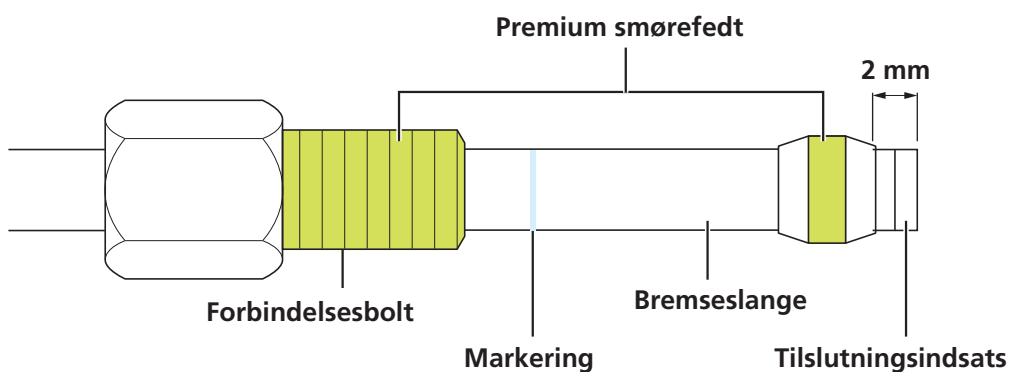 Premium smørefedt
2 mm
Forbindelsesbolt
Bremseslange
Markering
Tilslutningsindsats